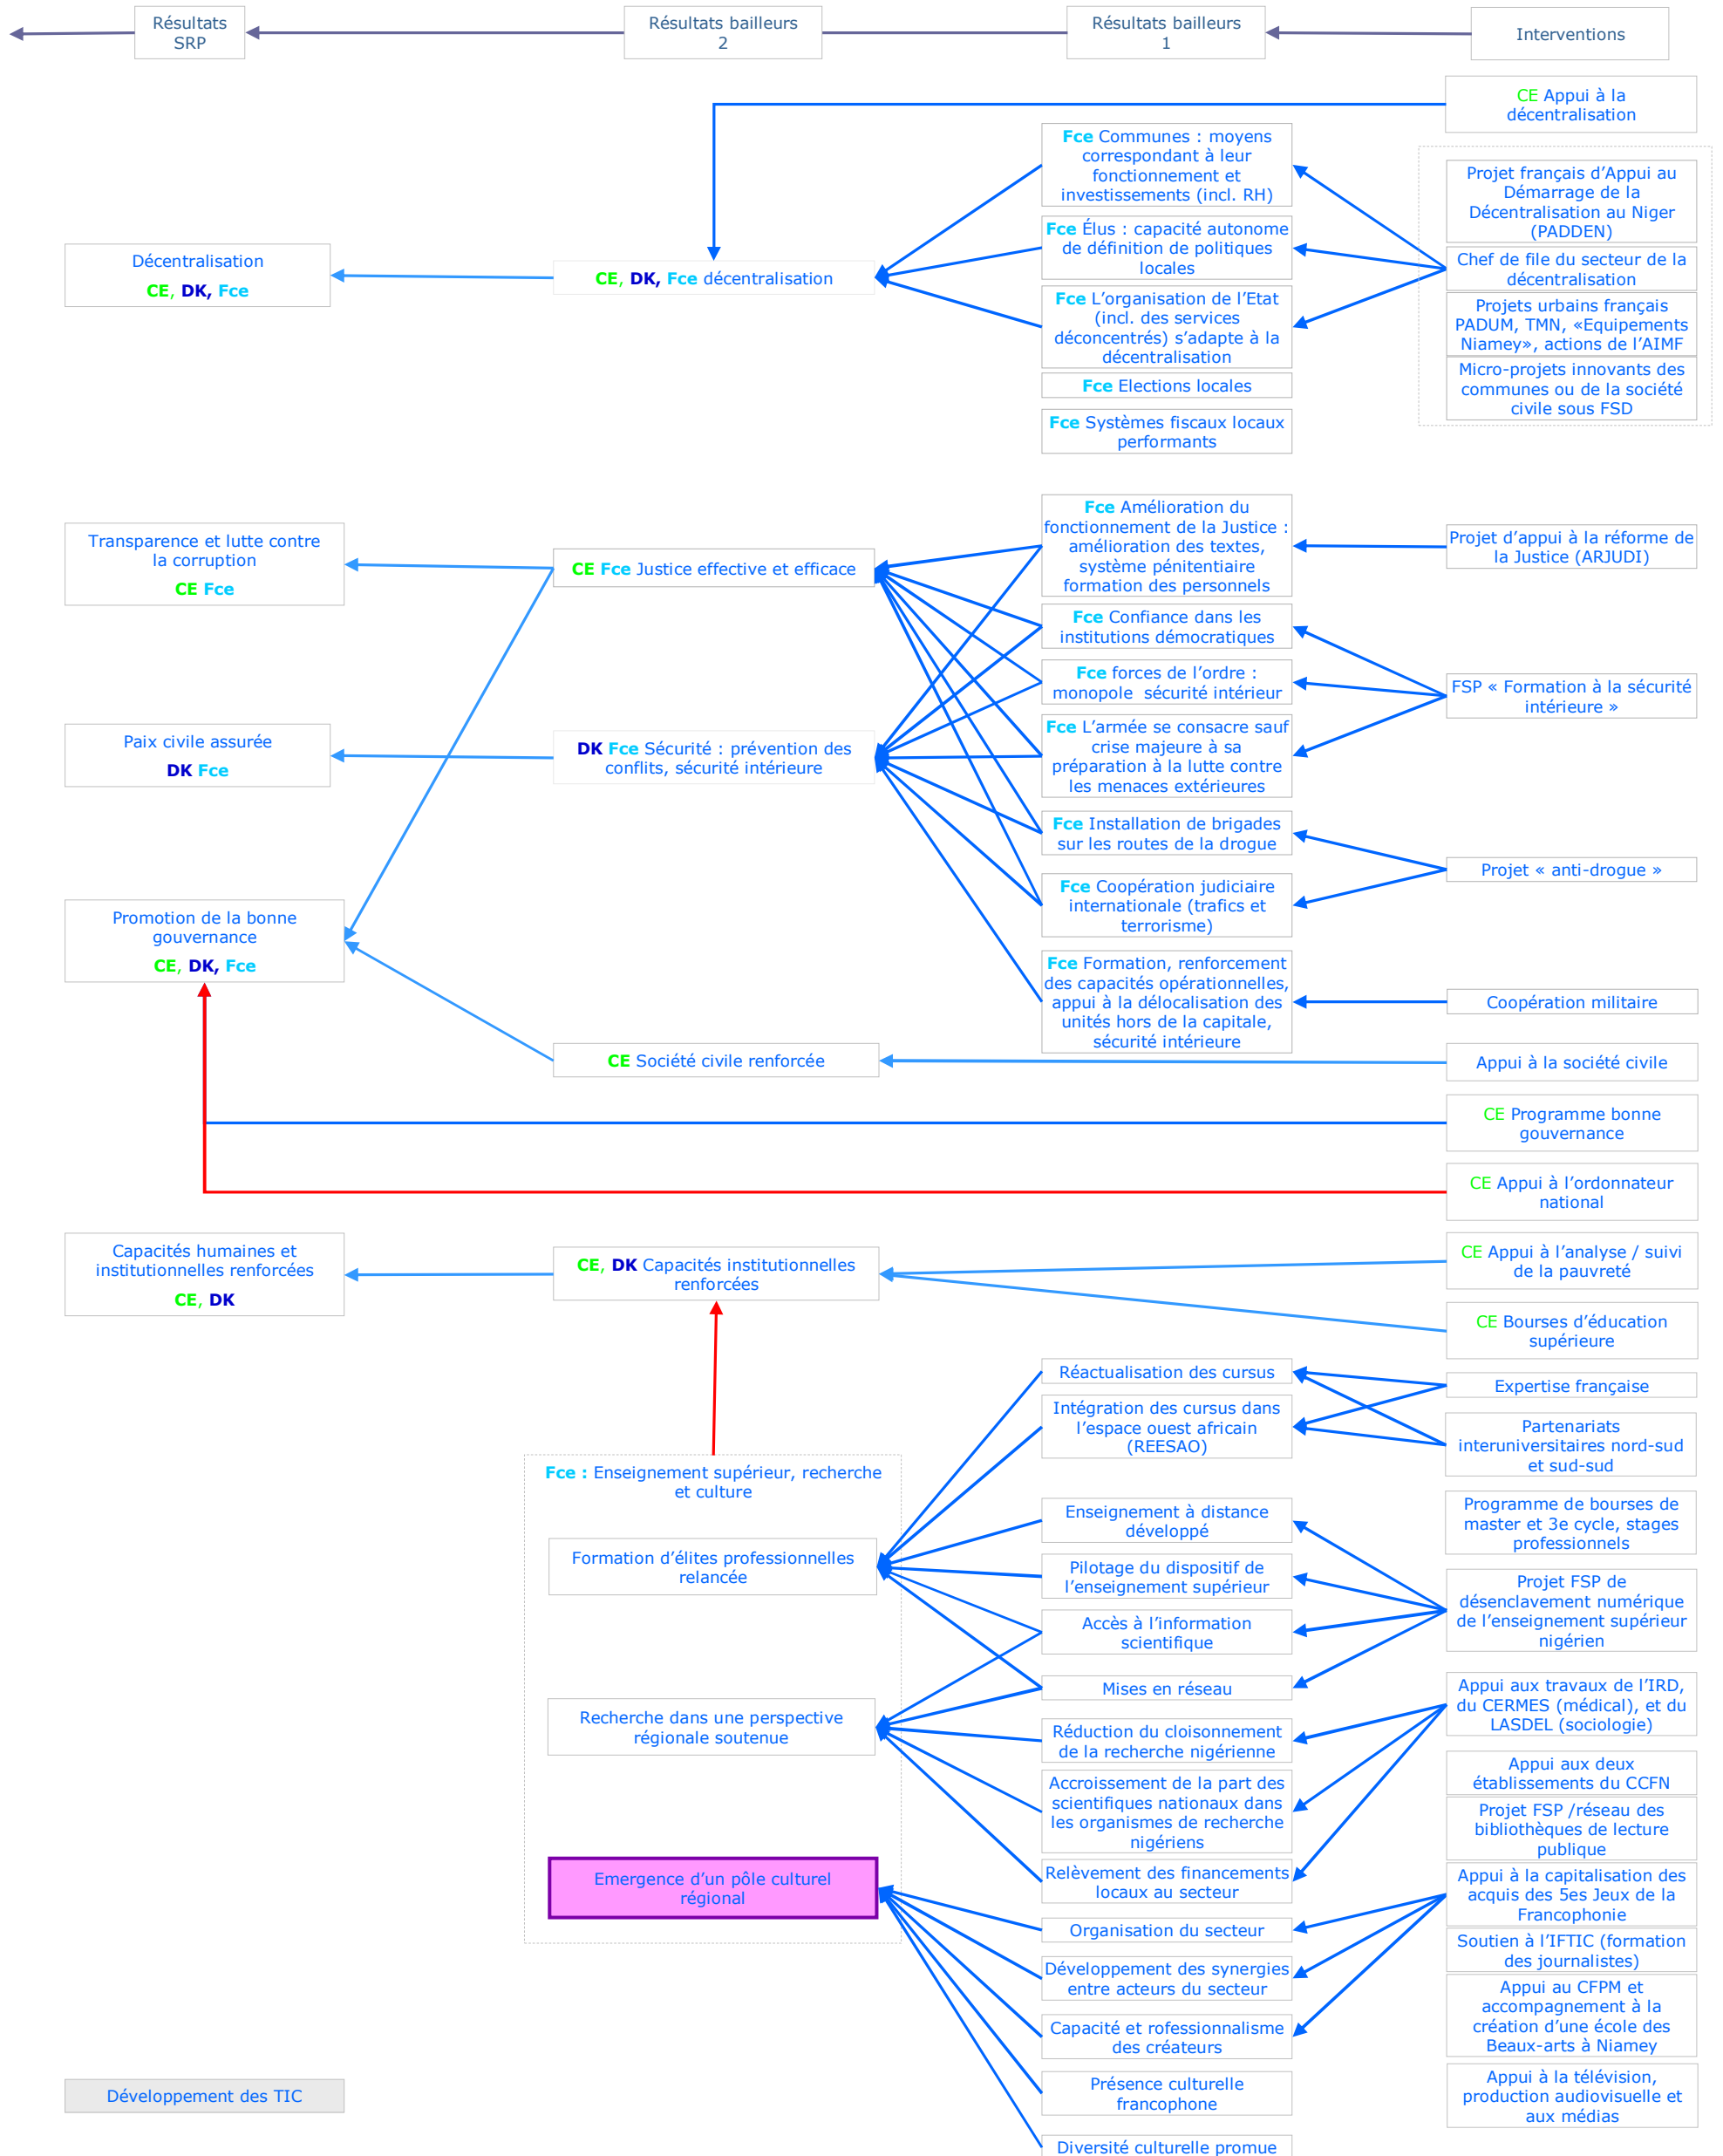 Résultats
SRP
Résultats bailleurs
2
Résultats bailleurs
1
Interventions
CE Appui à la
décentralisation
Fce Communes : moyens
correspondant à leur
fonctionnement et
investissements (incl. RH)
Projet français d’Appui au
Démarrage de la
Décentralisation au Niger
(PADDEN)
Décentralisation
CE, DK, Fce
CE, DK, Fce décentralisation
Fce Élus : capacité autonome
de définition de politiques
locales
Chef de file du secteur de la
décentralisation
Fce L’organisation de l’Etat
(incl. des services
déconcentrés) s’adapte à la
décentralisation
Projets urbains français
PADUM, TMN, «Equipements
Niamey», actions de l’AIMF
Fce Elections locales
Micro-projets innovants des
communes ou de la société
civile sous FSD
Fce Systèmes fiscaux locaux
performants
Transparence et lutte contre
la corruption
CE Fce
CE Fce Justice effective et efficace
Fce Amélioration du
fonctionnement de la Justice :
amélioration des textes,
système pénitentiaire
formation des personnels
Projet d’appui à la réforme de
la Justice (ARJUDI)
Fce Confiance dans les
institutions démocratiques
Fce forces de l’ordre :
monopole  sécurité intérieur
FSP « Formation à la sécurité
intérieure »
Paix civile assurée
DK Fce
DK Fce Sécurité : prévention des
conflits, sécurité intérieure
Fce L’armée se consacre sauf
crise majeure à sa
préparation à la lutte contre
les menaces extérieures
Fce Installation de brigades
sur les routes de la drogue
Projet « anti-drogue »
Fce Coopération judiciaire
internationale (trafics et
terrorisme)
Promotion de la bonne
gouvernance
CE, DK, Fce
Fce Formation, renforcement
des capacités opérationnelles,
appui à la délocalisation des
unités hors de la capitale,
sécurité intérieure
Coopération militaire
CE Société civile renforcée
Appui à la société civile
CE Programme bonne
gouvernance
CE Appui à l’ordonnateur
national
Capacités humaines et
institutionnelles renforcées
CE, DK
CE, DK Capacités institutionnelles
renforcées
CE Appui à l’analyse / suivi
de la pauvreté
CE Bourses d’éducation
supérieure
Réactualisation des cursus
Expertise française
Intégration des cursus dans
l’espace ouest africain
(REESAO)
Partenariats
interuniversitaires nord-sud
et sud-sud
Fce : Enseignement supérieur, recherche
et culture
Enseignement à distance
développé
Programme de bourses de
master et 3e cycle, stages
professionnels
Formation d’élites professionnelles
relancée
Pilotage du dispositif de
l’enseignement supérieur
Projet FSP de
désenclavement numérique
de l’enseignement supérieur
nigérien
Accès à l’information
scientifique
Mises en réseau
Appui aux travaux de l’IRD,
du CERMES (médical), et du
LASDEL (sociologie)
Recherche dans une perspective
régionale soutenue
Réduction du cloisonnement
de la recherche nigérienne
Appui aux deux
établissements du CCFN
Accroissement de la part des
scientifiques nationaux dans
les organismes de recherche
nigériens
Projet FSP /réseau des
bibliothèques de lecture
publique
Emergence d’un pôle culturel
régional
Relèvement des financements
locaux au secteur
Appui à la capitalisation des
acquis des 5es Jeux de la
Francophonie
Organisation du secteur
Soutien à l’IFTIC (formation
des journalistes)
Développement des synergies
entre acteurs du secteur
Appui au CFPM et
accompagnement à la
création d’une école des
Beaux-arts à Niamey
Capacité et rofessionnalisme
des créateurs
Développement des TIC
Présence culturelle
francophone
Appui à la télévision,
production audiovisuelle et
aux médias
Diversité culturelle promue